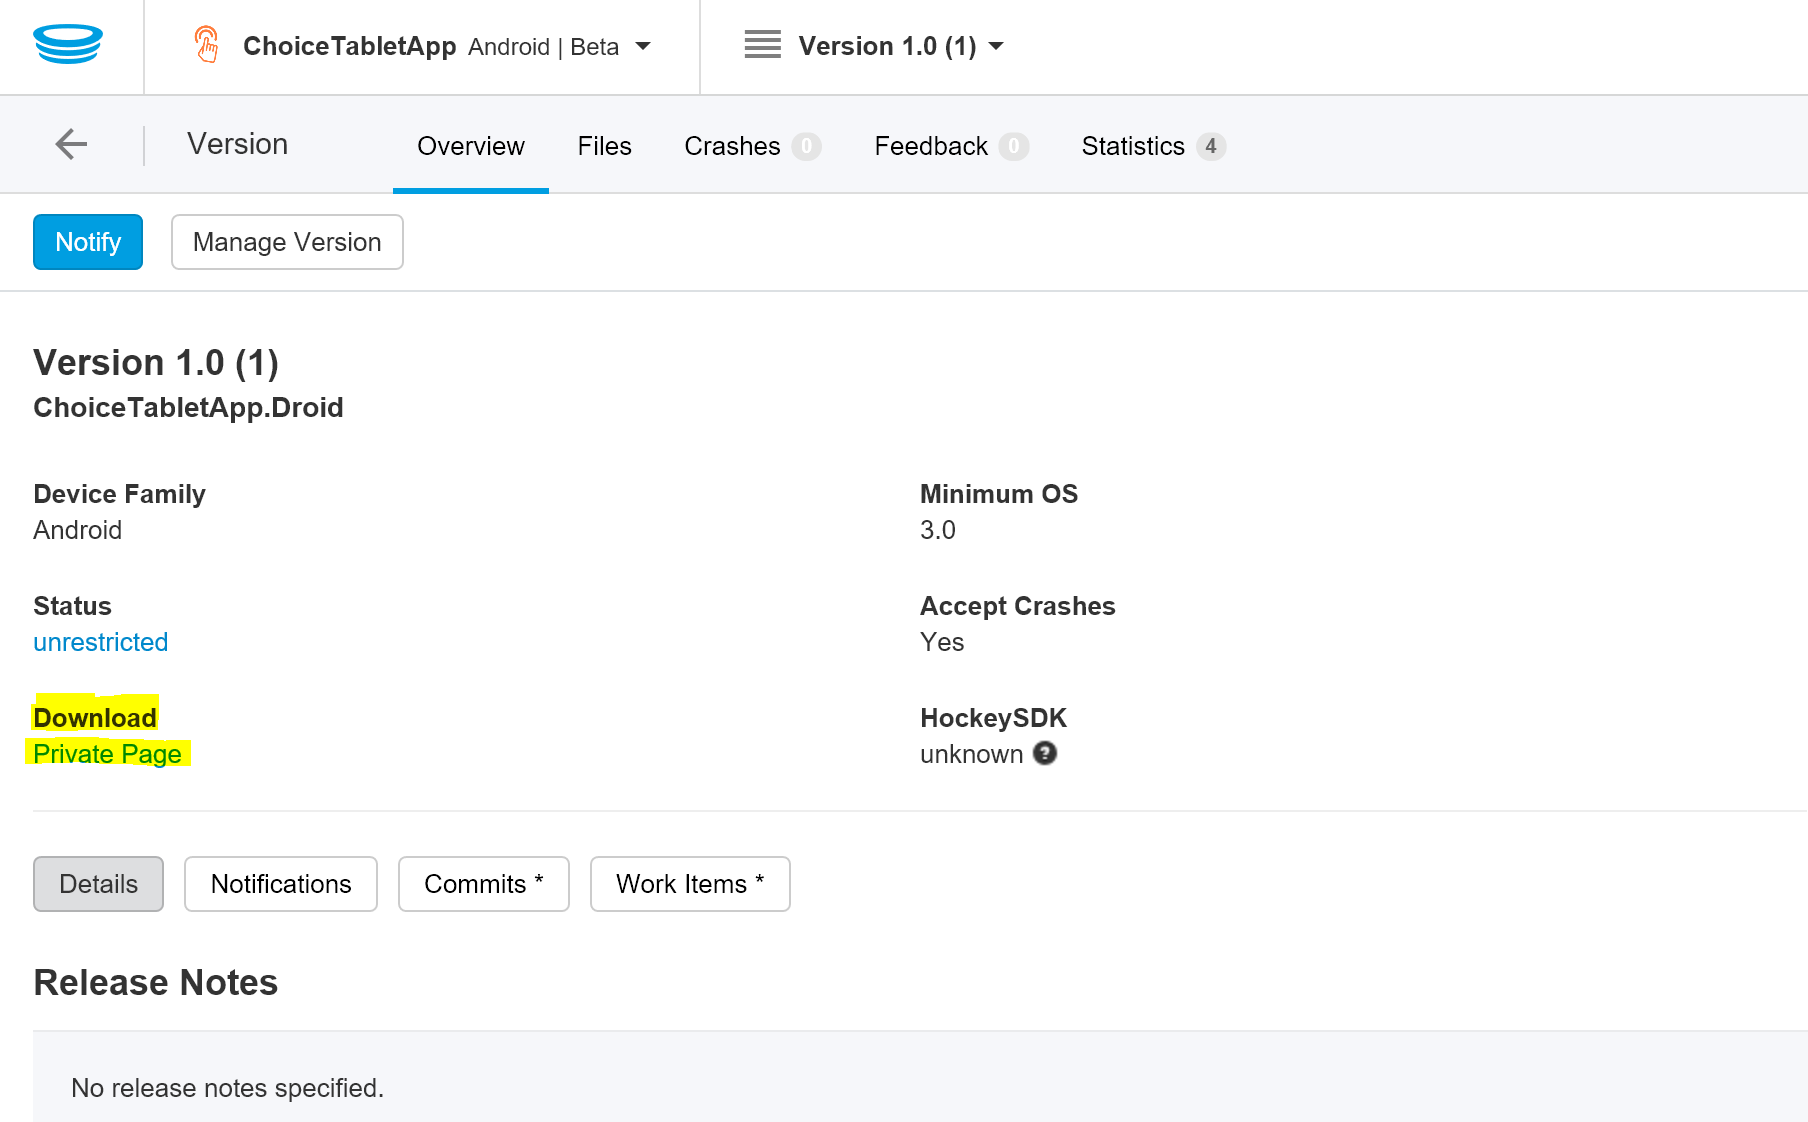 ChoiceTabletApp Android | Beta
Version 1.0 (1)
Version
Overview
Files
Crashes 0
Feedback 0
Statistics 4
Notify
Manage Version
Version 1.0 (1)
ChoiceTabletApp.Droid
Device Family
Android
Minimum OS
3.0
Status
unrestricted
Accept Crashes
Yes
Download
Private Page
HockeySDK
unknown ?
Details
Notifications
Commits *
Work Items *
Release Notes
No release notes specified.